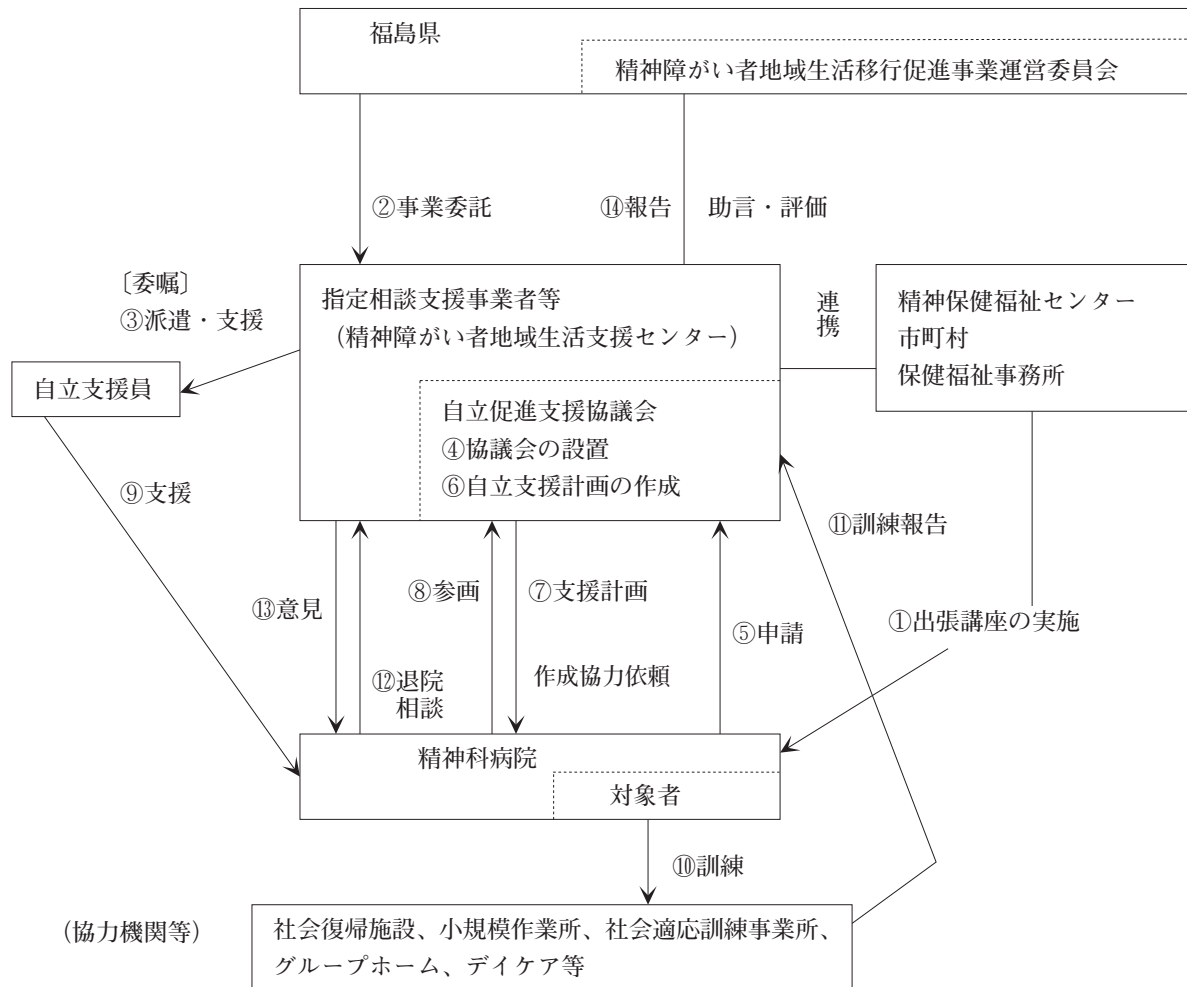 福島県
精神障がい者地域生活移行促進事業運営委員会
②事業委託
⑭報告
助言・評価
〔委嘱〕
③派遣・支援
指定相談支援事業者等
（精神障がい者地域生活支援センター）
連携
精神保健福祉センター
市町村
保健福祉事務所
自立支援員
自立促進支援協議会
④協議会の設置
⑥自立支援計画の作成
⑨支援
⑪訓練報告
⑬意見
⑧参画
⑦支援計画
⑤申請
①出張講座の実施
⑫退院
相談
作成協力依頼
精神科病院
対象者
⑩訓練
（協力機関等）
社会復帰施設、小規模作業所、社会適応訓練事業所、
グループホーム、デイケア等